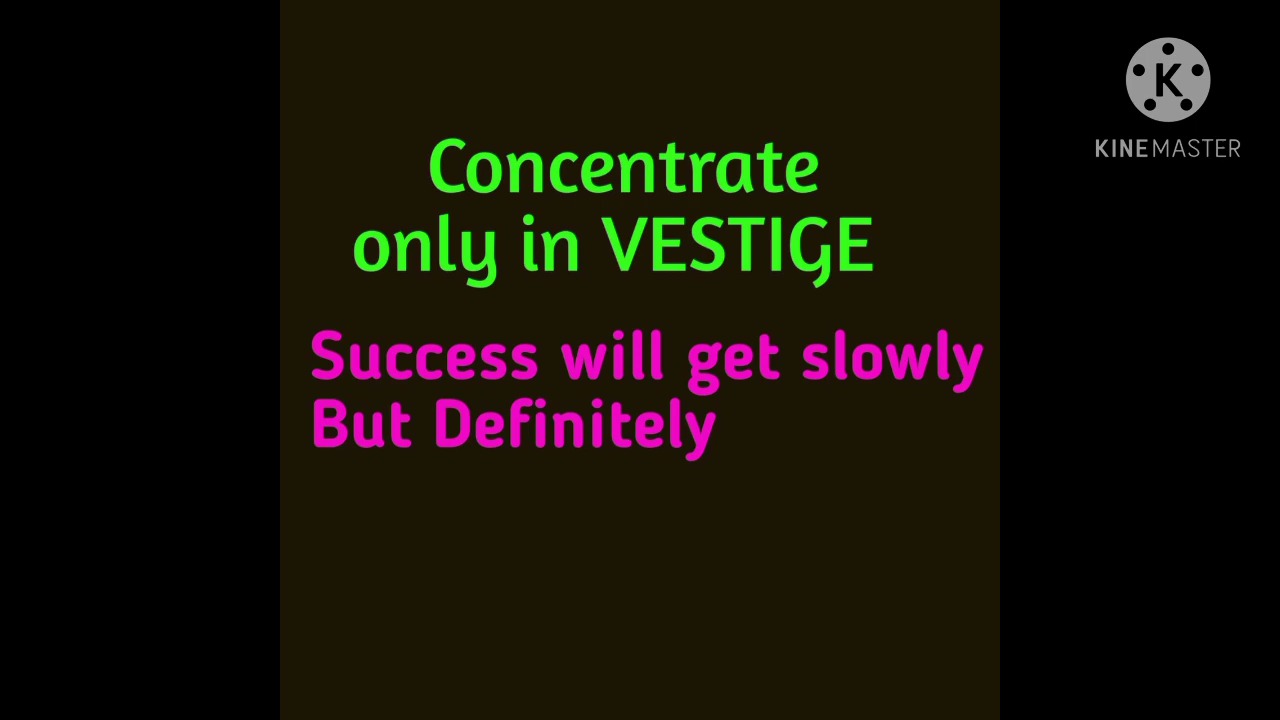 K
KINEMASTER
Concentrate
only in VESTIGE
Success will get slowly
But Definitely